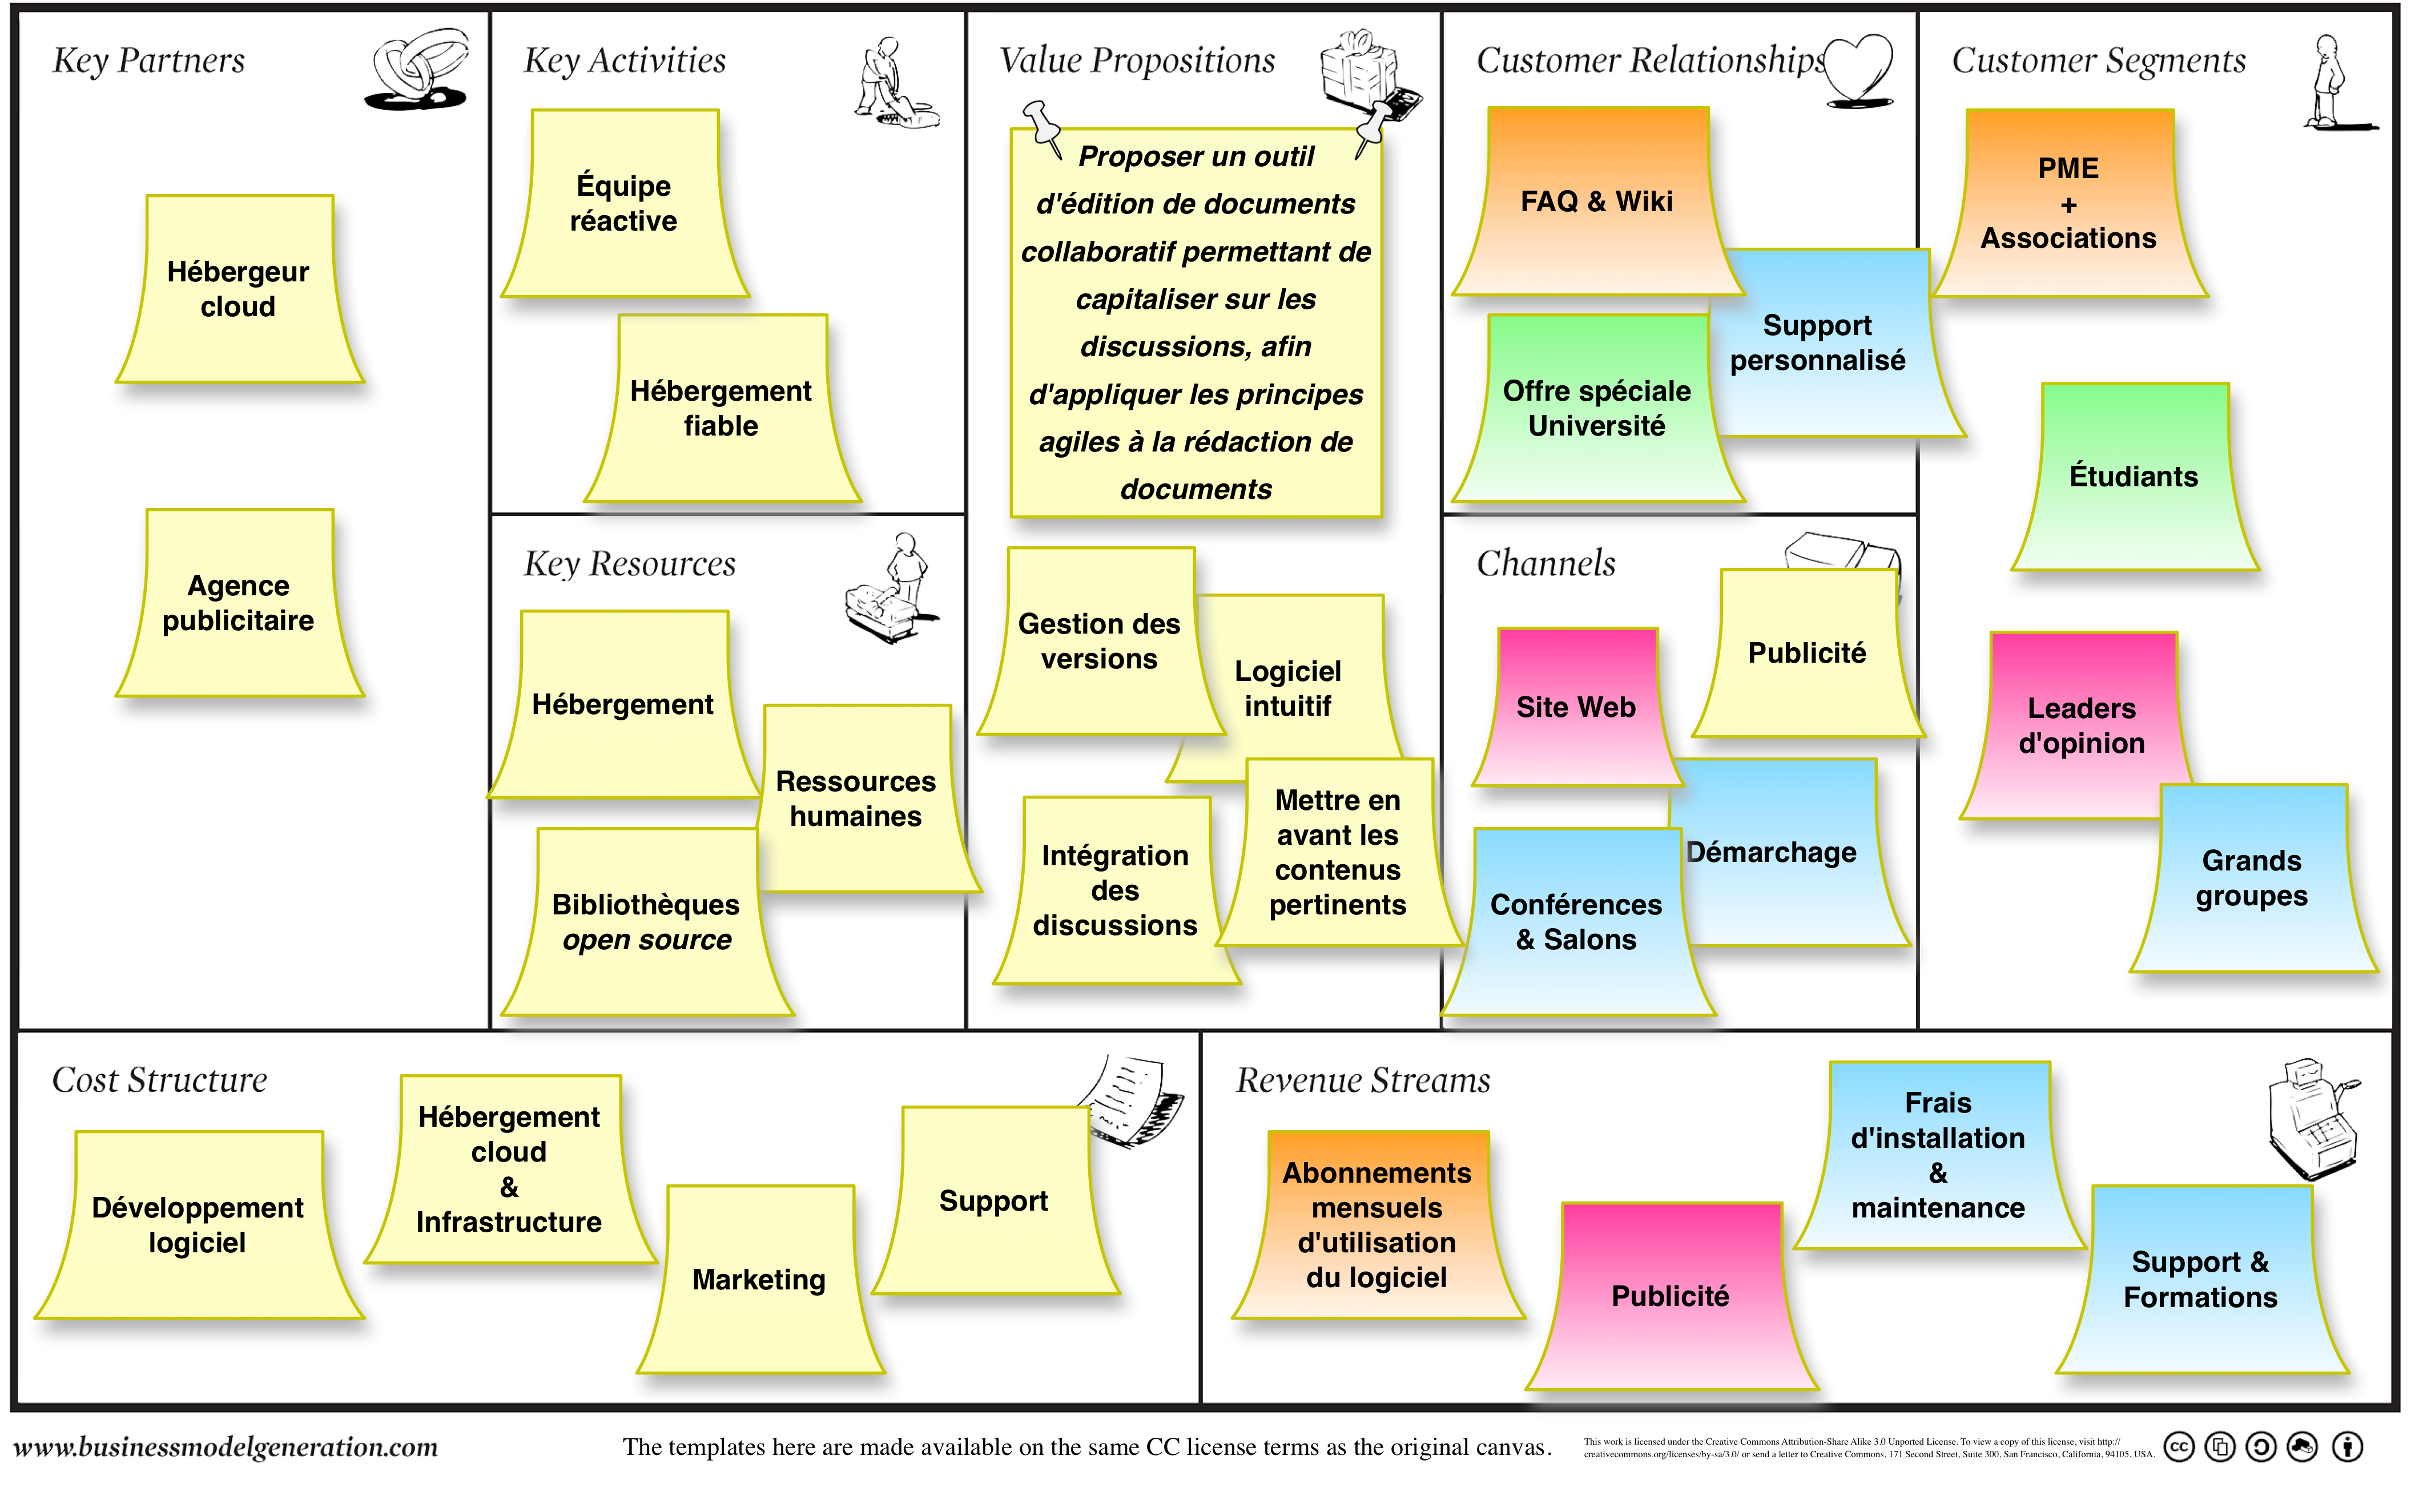 Key Partners
Hébergeur
cloud
Agence
publicitaire
Key Activities
Équipe
réactive
Hébergement
fiable
Key Resources
Hébergement
Ressources
humaines
Bibliothèques
open source
Value Propositions
Proposer un outil
d'édition de documents
collaboratif permettant de
capitaliser sur les
discussions, afin
d'appliquer les principes
agiles à la rédaction de
documents
Gestion des
versions
Logiciel
intuitif
Intégration
des
discussions
Mettre en
avant les
contenus
pertinents
Customer Relationships
FAQ & Wiki
Support
personnalisé
Offre spéciale
Université
Channels
Publicité
Site Web
Démarchage
Conférences
& Salons
Customer Segments
PME
+
Associations
Étudiants
Leaders
d'opinion
Grands
groupes
Cost Structure
Développement
logiciel
Hébergement
cloud
&
Infrastructure
Marketing
Support
Revenue Streams
Abonnements
mensuels
d'utilisation
du logiciel
Publicité
Frais
d'installation
&
maintenance
Support &
Formations
www.businessmodelgeneration.com
The templates here are made available on the same CC license terms as the original canvas.
This work is licensed under the Creative Commons Attribution-Share Alike 3.0 Unported License. To view a copy of this license, visit http://
creativecommons.org/licenses/by-sa/3.0/ or send a letter to Creative Commons, 171 Second Street, Suite 300, San Francisco, California, 94105, USA.
cc